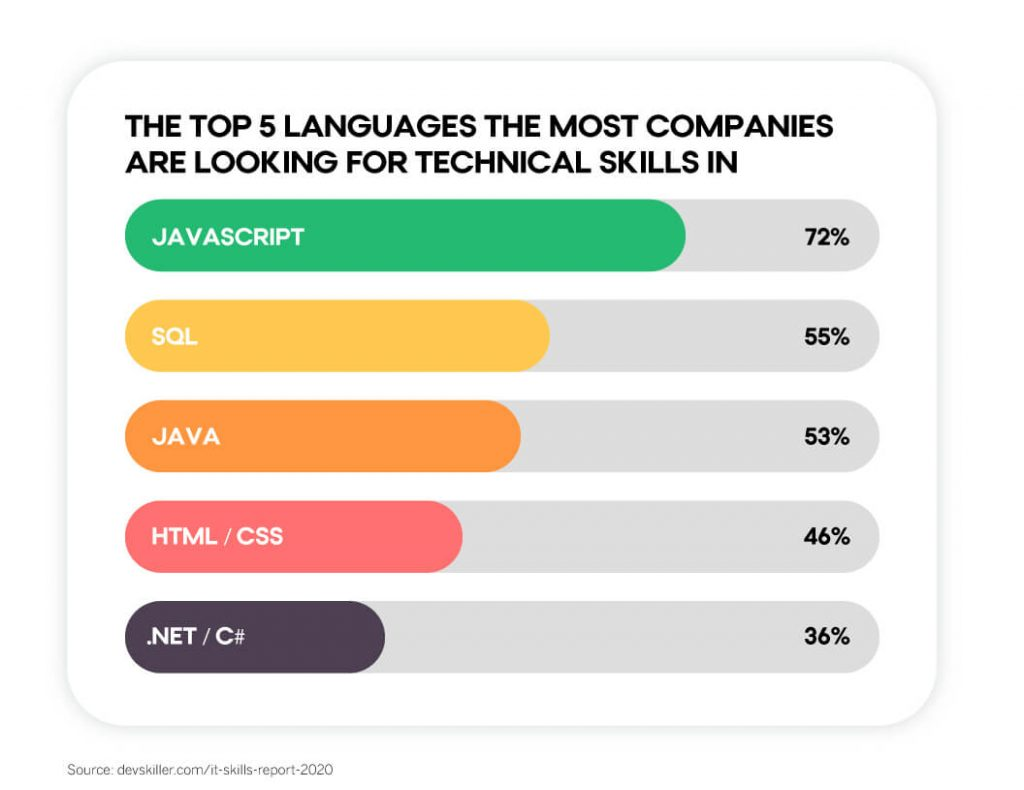 THE TOP 5 LANGUAGES THE MOST COMPANIES
ARE LOOKING FOR TECHNICAL SKILLS IN
JAVASCRIPT 72%
SQL 55%
JAVA 53%
HTML / CSS 46%
.NET / C# 36%
Source: devskiller.com/it-skills-report-2020